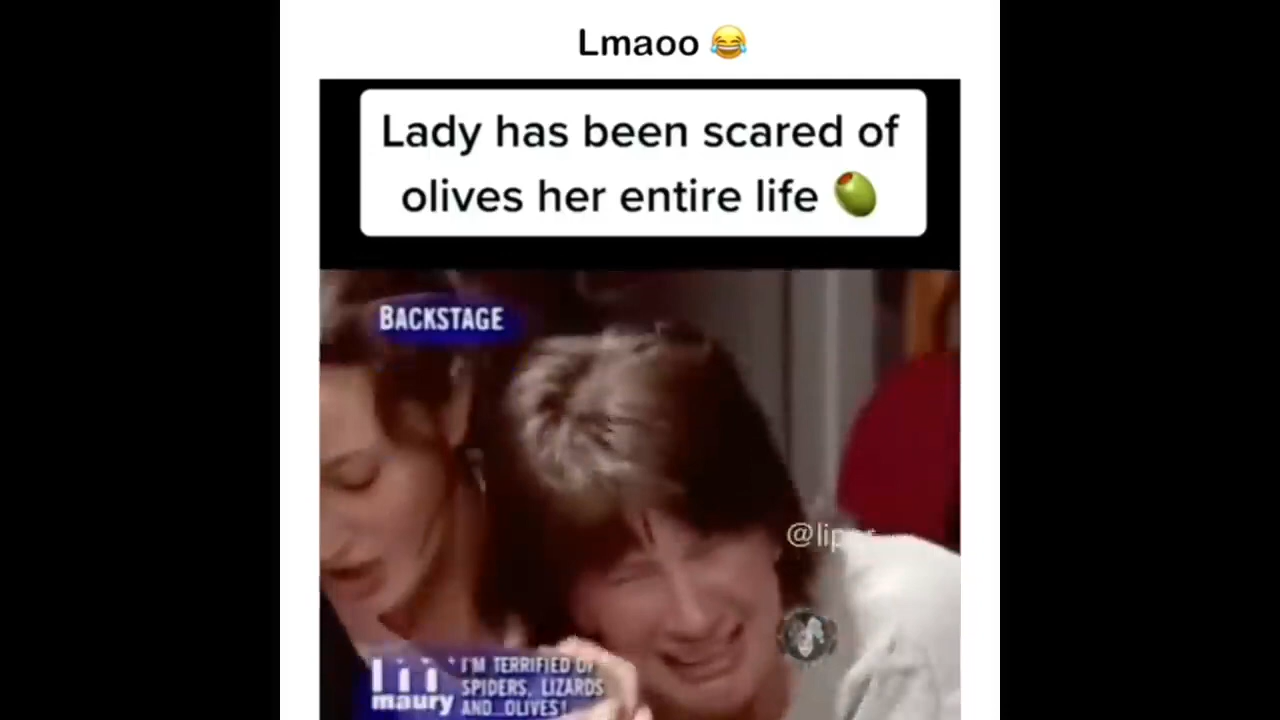 Lmaoo 😂
Lady has been scared of
olives her entire life 🫒
BACKSTAGE
maury
I'M TERRIFIED OF
SPIDERS, LIZARDS
AND...OLIVES!